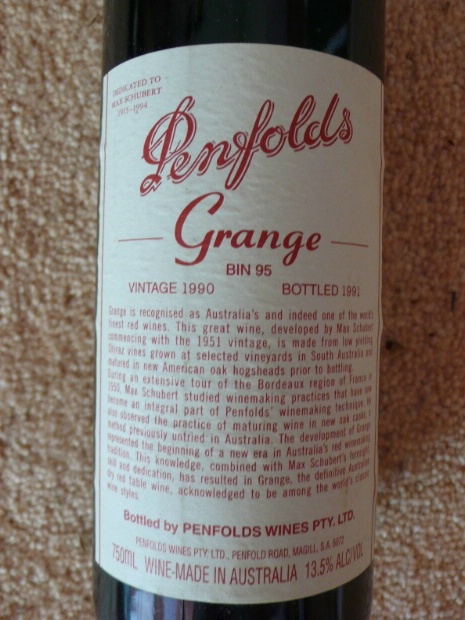 DEDICATED TO
MAX SCHUBERT
1915-1994
Penfolds
Grange
BIN 95
VINTAGE 1990 BOTTLED 1991
Grange is recognised as Australia's and indeed one of the world's
finest red wines. This great wine, developed by Max Schubert
commencing with the 1951 vintage, is made from low yielding
Shiraz vines grown at selected vineyards in South Australia and
matured in new American oak hogsheads prior to bottling.
During an extensive tour of the Bordeaux region of France in
1950, Max Schubert studied winemaking practices that have now
become an integral part of Penfolds' winemaking technique. He
also observed the practice of maturing wine in new oak casks, a
method previously untried in Australia. The development of Grange
represented the beginning of a new era in Australia's red winemaking
tradition. This knowledge, combined with Max Schubert's foresight,
skill and dedication, has resulted in Grange, the definitive Australian
dry red table wine, acknowledged to be among the world's classic
wine styles.
Bottled by PENFOLDS WINES PTY. LTD.
PENFOLDS WINES PTY. LTD., PENFOLD ROAD, MAGILL, S.A. 5072
750ML WINE-MADE IN AUSTRALIA 13.5% ALC/VOL